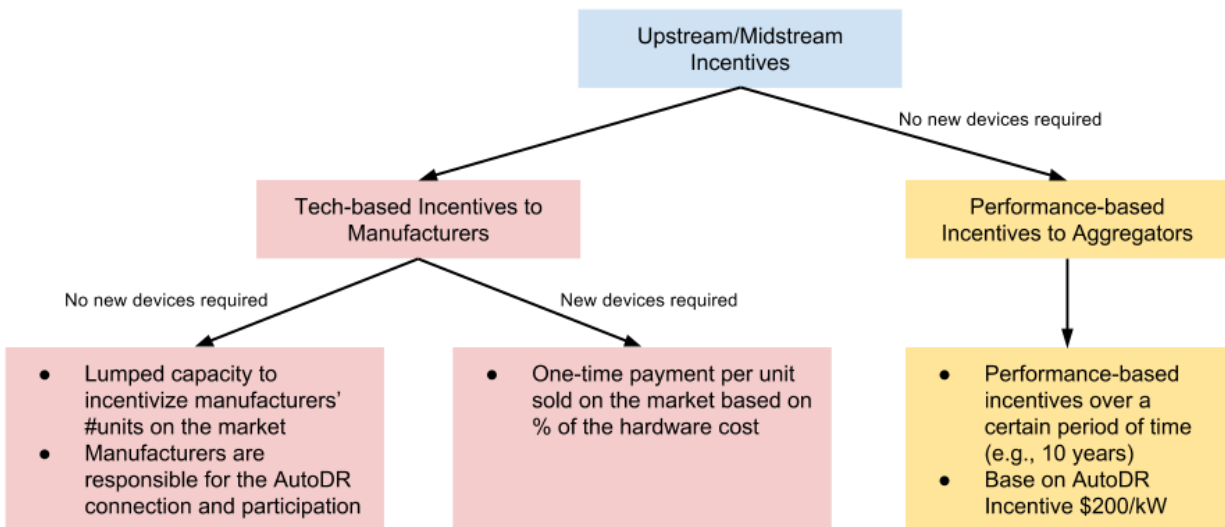 Upstream/Midstream
Incentives
No new devices required
Tech-based Incentives to
Manufacturers
Performance-based
Incentives to Aggregators
No new devices required
New devices required
● Lumped capacity to
incentivize manufacturers’
#units on the market
● Manufacturers are
responsible for the AutoDR
connection and participation
● One-time payment per unit
sold on the market based on
% of the hardware cost
● Performance-based
incentives over a
certain period of time
(e.g., 10 years)
● Base on AutoDR
Incentive $200/kW